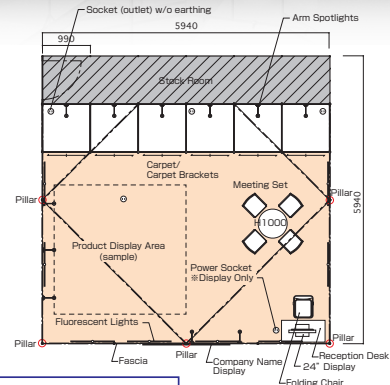 Socket (outlet) w/o earthing
5940
Arm Spotlights
990
Stock Room
Carpet/
Carpet Brackets
Meeting Set
Pillar
Pillar
H1000
5940
Product Display Area
(sample)
Power Socket
※Display Only
Fluorescent Lights
Pillar
Pillar
Pillar
Fascia
Company Name
Display
Reception Desk
24" Display
Folding Chair